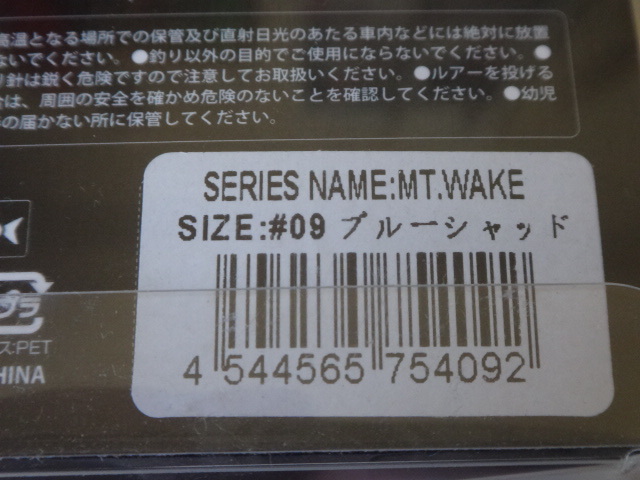 高温となる場所での保管及び直射日光のあたる車内などには絶対に放置
ないでください。●釣り以外の目的でご使用にならないでください。●
り針は鋭く危険ですので注意してお取扱いください。●ルアーを投げる
合は、周囲の安全を確かめ危険のないことを確認してください。●幼児
の届かない所に保管してください。
SERIES NAME:MT.WAKE
SIZE:#09 ブルーシャッド
4 544565 754092
プラ
ス:PET
HINA